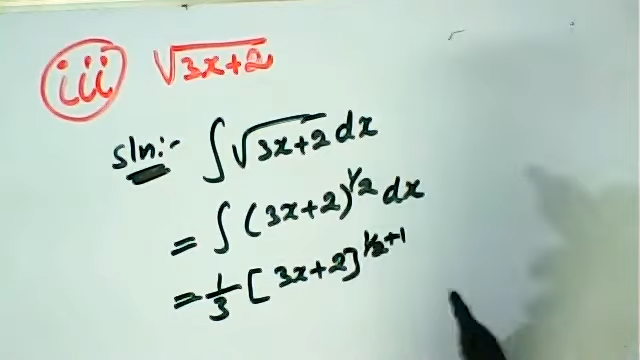 iii √3x+2
Sln:- ∫√3x+2 dx
= ∫(3x+2)^1/2 dx
= 1/3 [3x+2]^1/2+1